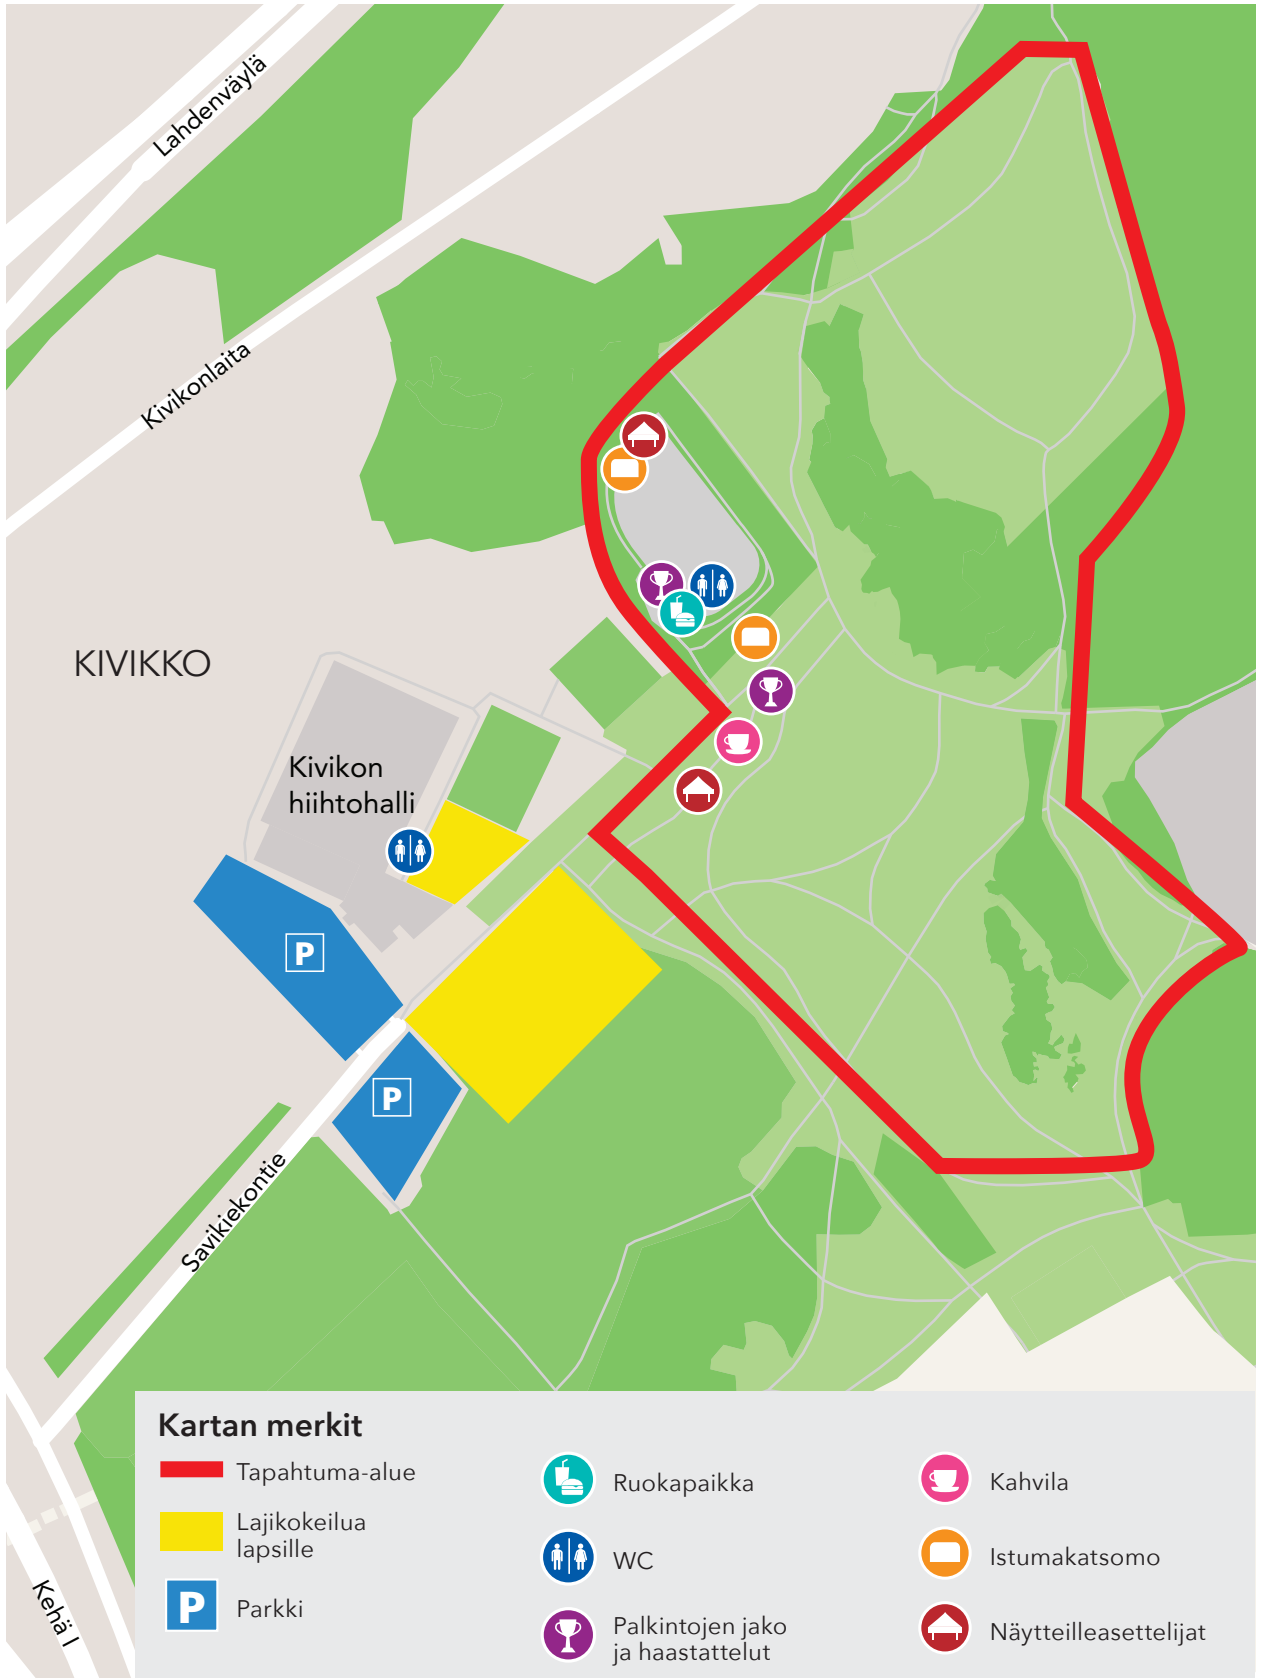 Lahdenväylä
Kivikonlaita
KIVIKKO
Kivikon
hiihtohalli
P
P
Savikiekontie
Kehä I
Kartan merkit
Tapahtuma-alue
Lajikokeilua
lapsille
P
Parkki
Ruokapaikka
WC
Palkintojen jako
ja haastattelut
Kahvila
Istumakatsomo
Näytteilleasettelijat